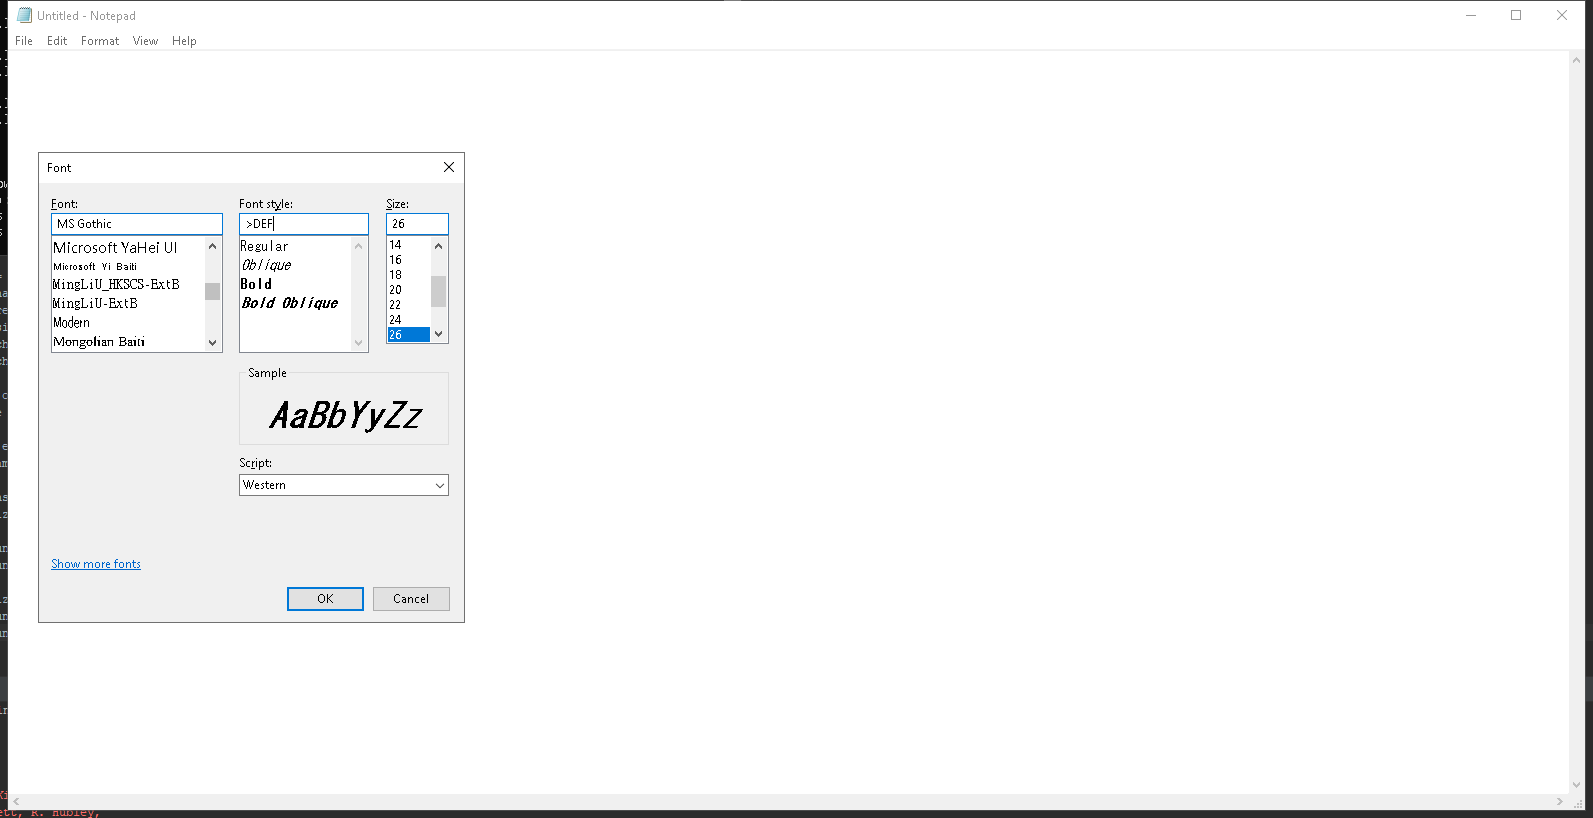 Untitled - Notepad
File Edit Format View Help
Font
Font: Font style: Size:
MS Gothic >DEF 26
Microsoft YaHei UI
Microsoft Yi Baiti
MingLiU_HKSCS-ExtB
MingLiU-ExtB
Modern
Mongolian Baiti
Regular
Oblique
Bold
Bold Oblique
14
16
18
20
22
24
26
Sample
AaBbYyZz
Script:
Western
Show more fonts
OK Cancel
ett, R. Hubley,